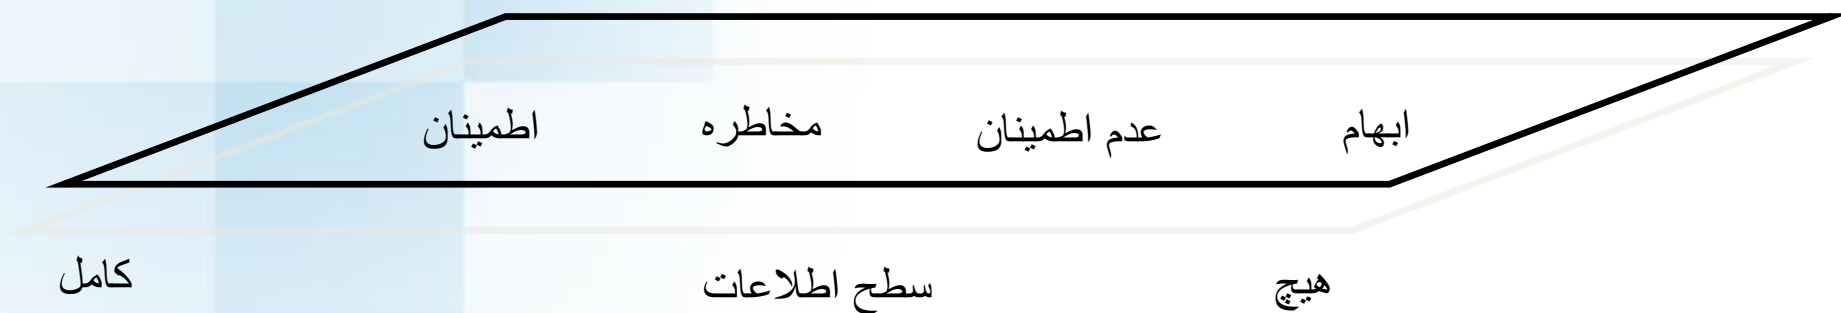 ابهام عدم اطمینان مخاطره اطمینان
هیچ سطح اطلاعات کامل